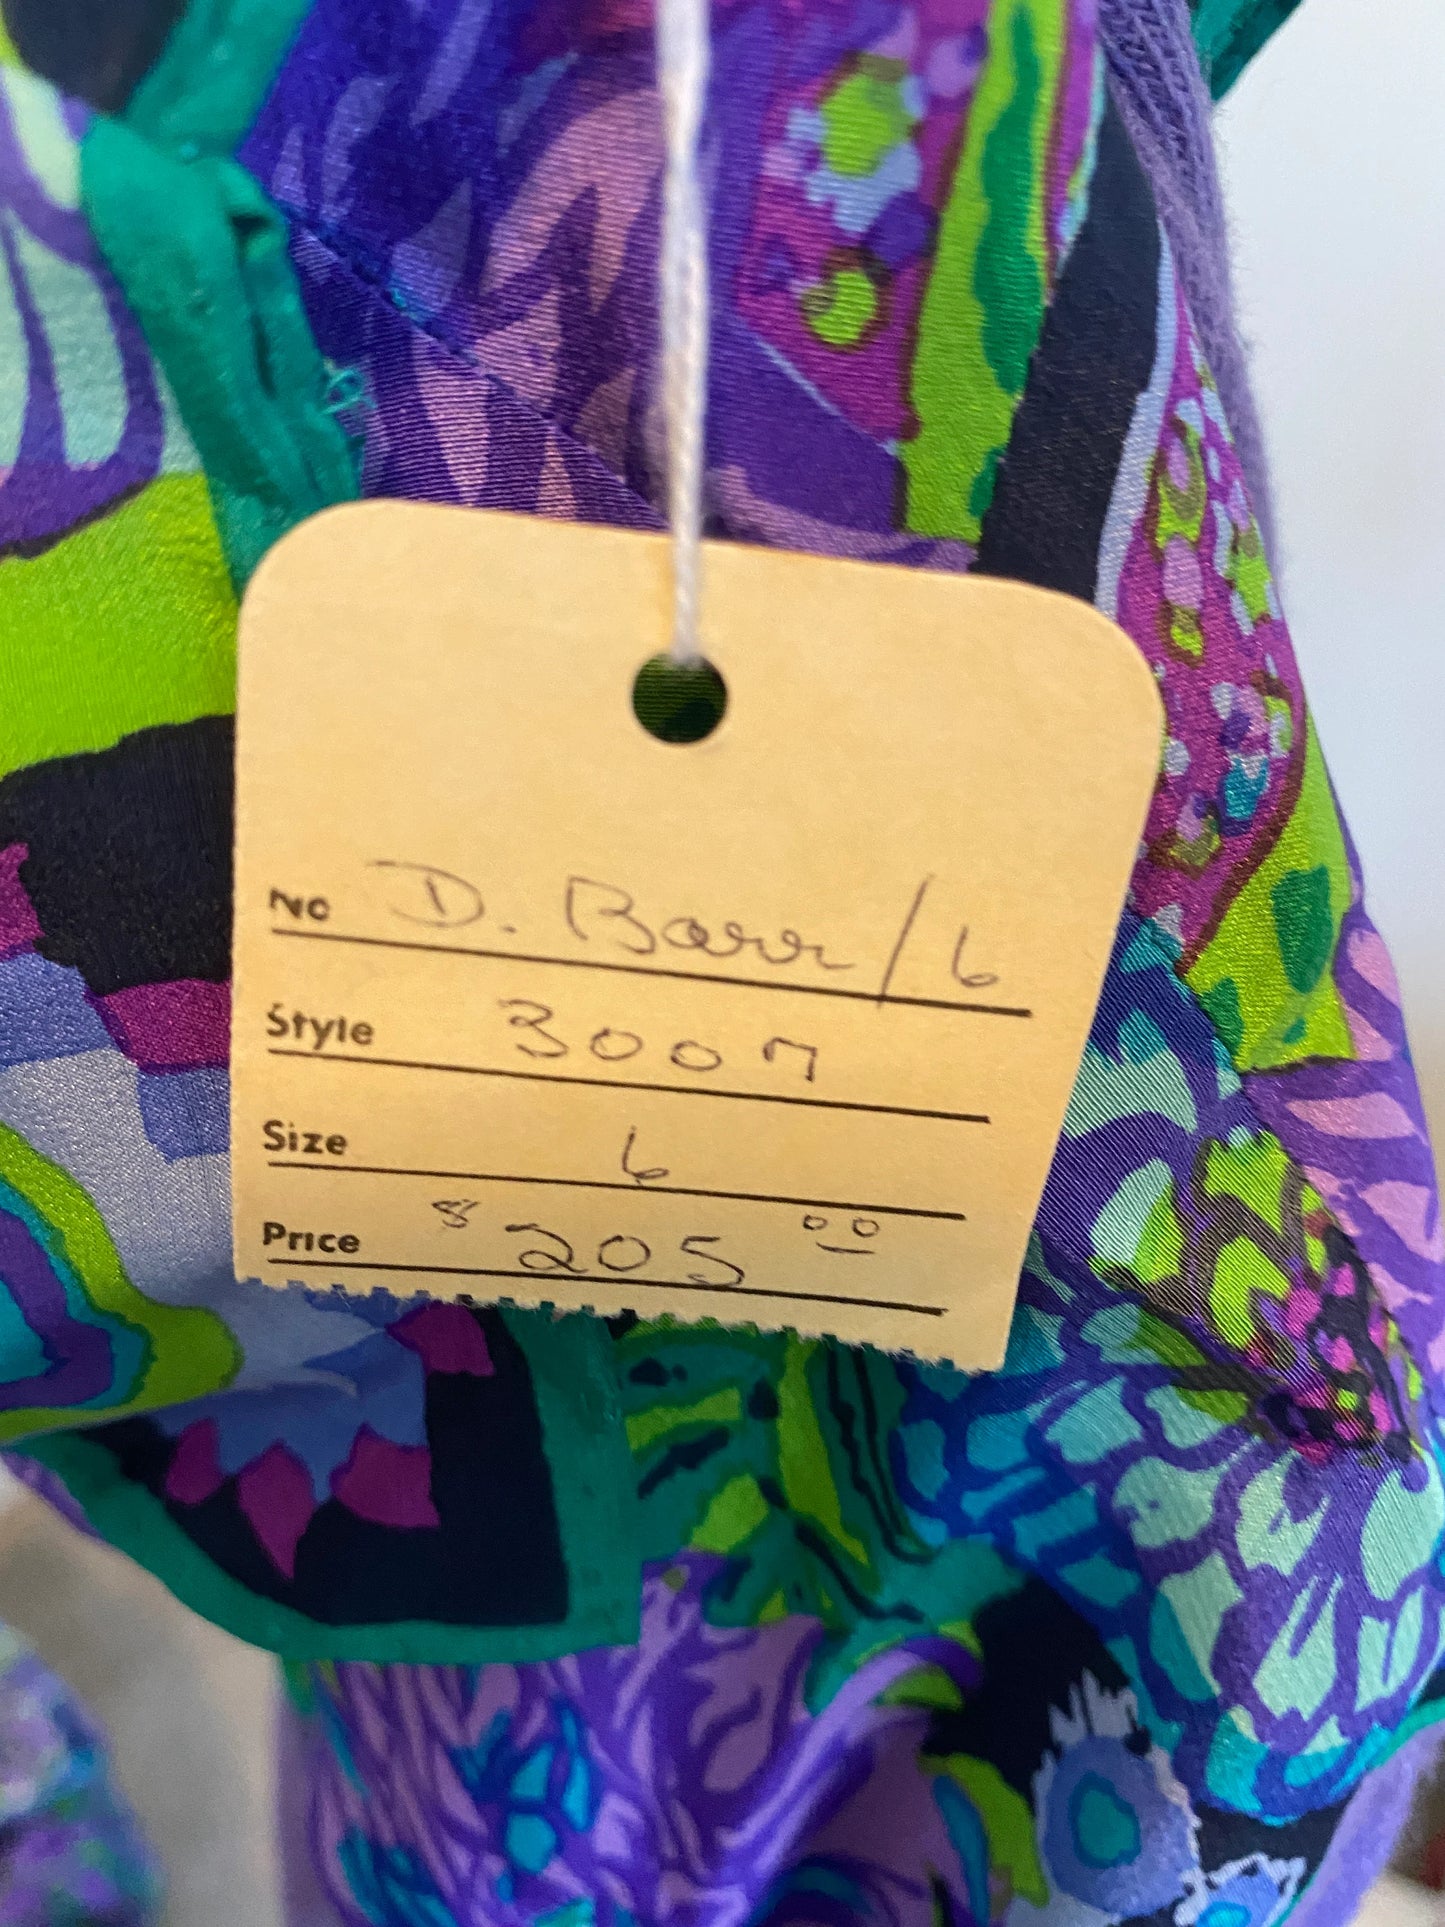 No D. Barr / 6
Style 3007
Size 6
Price $ 205 00